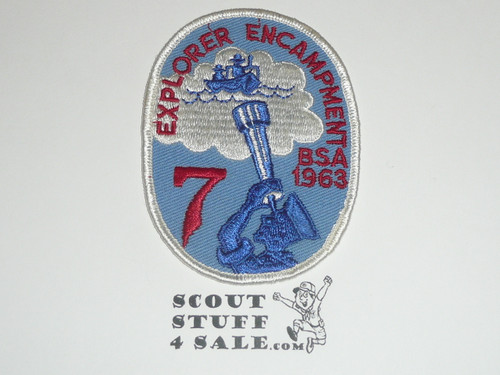 EXPLORER ENCAMPMENT
BSA
1963
7
SCOUT
STUFF
4 SALE.com